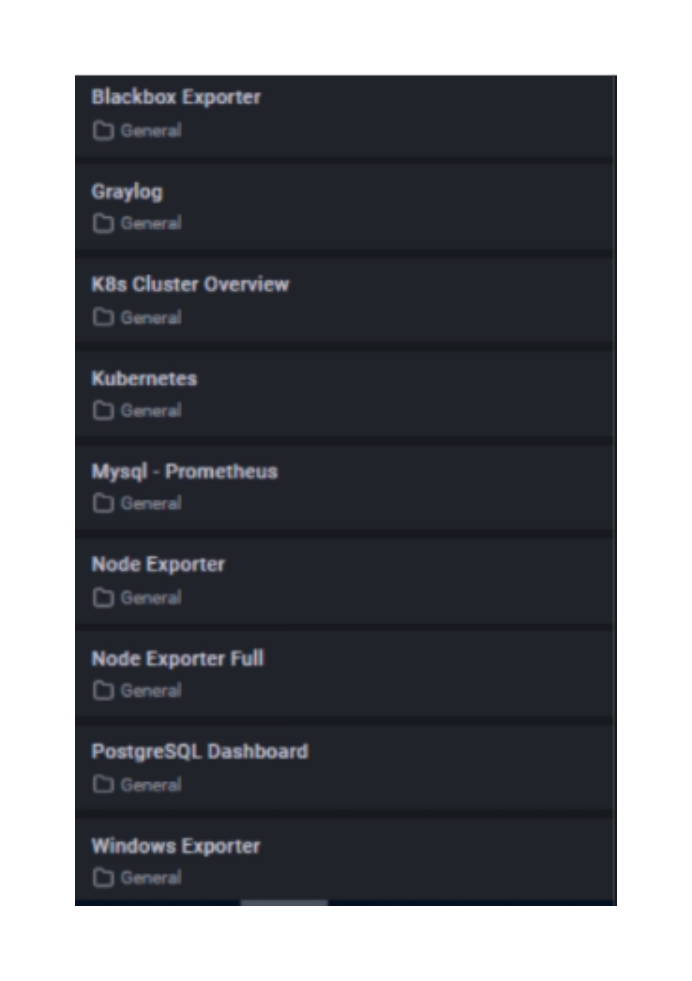 Blackbox Exporter
General
Graylog
General
K8s Cluster Overview
General
Kubernetes
General
Mysql - Prometheus
General
Node Exporter
General
Node Exporter Full
General
PostgreSQL Dashboard
General
Windows Exporter
General